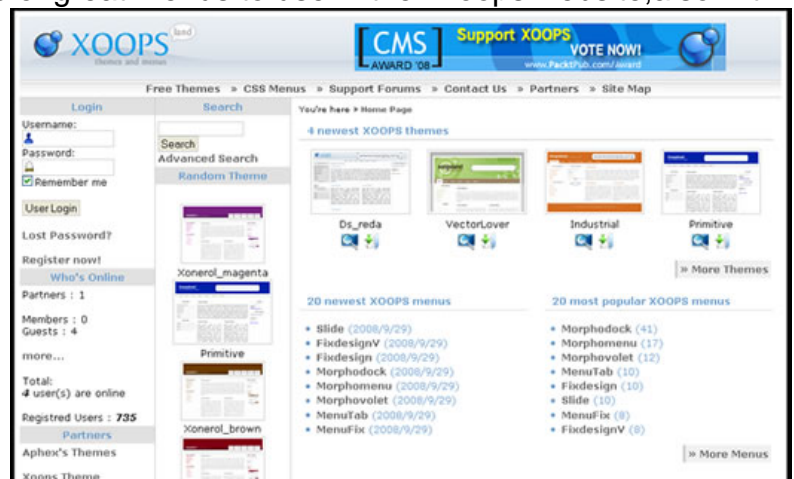 XOOPS land
themes and menus
CMS
AWARD '08
Support XOOPS
VOTE NOW!
www.PacktPub.com/award
Free Themes » CSS Menus » Support Forums » Contact Us » Partners » Site Map
Login
Username:
Password:
Remember me
User Login
Lost Password?
Register now!
Who's Online
Partners : 1
Members : 0
Guests : 4
more...
Total:
4 user(s) are online
Registred Users : 735
Partners
Aphex's Themes
Xoops Theme
Search
Search
Advanced Search
Random Theme
Xonerol_magenta
Primitive
Xonerol_brown
You're here > Home Page
4 newest XOOPS themes
Ds_reda
VectorLover
Industrial
Primitive
» More Themes
20 newest XOOPS menus
• Slide (2008/9/29)
• FixdesignV (2008/9/29)
• Fixdesign (2008/9/29)
• Morphodock (2008/9/29)
• Morphomenu (2008/9/29)
• Morphovolet (2008/9/29)
• MenuTab (2008/9/29)
• MenuFix (2008/9/29)
20 most popular XOOPS menus
• Morphodock (41)
• Morphomenu (17)
• Morphovolet (12)
• MenuTab (10)
• Fixdesign (10)
• Slide (10)
• MenuFix (8)
• FixdesignV (8)
» More Menus